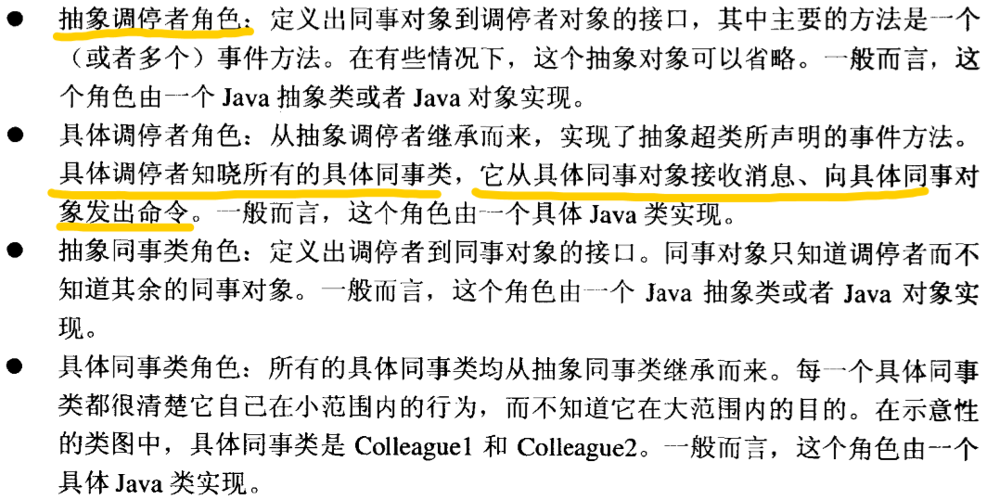 ● 抽象调停者角色：定义出同事对象到调停者对象的接口，其中主要的方法是一个
（或者多个）事件方法。在有些情况下，这个抽象对象可以省略。一般而言，这
个角色由一个 Java 抽象类或者 Java 对象实现。
● 具体调停者角色：从抽象调停者继承而来，实现了抽象超类所声明的事件方法。
具体调停者知晓所有的具体同事类，它从具体同事对象接收消息、向具体同事对
象发出命令。一般而言，这个角色由一个具体 Java 类实现。
● 抽象同事类角色：定义出调停者到同事对象的接口。同事对象只知道调停者而不
知道其余的同事对象。一般而言，这个角色由一个 Java 抽象类或者 Java 对象实
现。
● 具体同事类角色：所有的具体同事类均从抽象同事类继承而来。每一个具体同事
类都很清楚它自己在小范围内的行为，而不知道它在大范围内的目的。在示意性
的类图中，具体同事类是 Colleague1 和 Colleague2。一般而言，这个角色由一个
具体 Java 类实现。